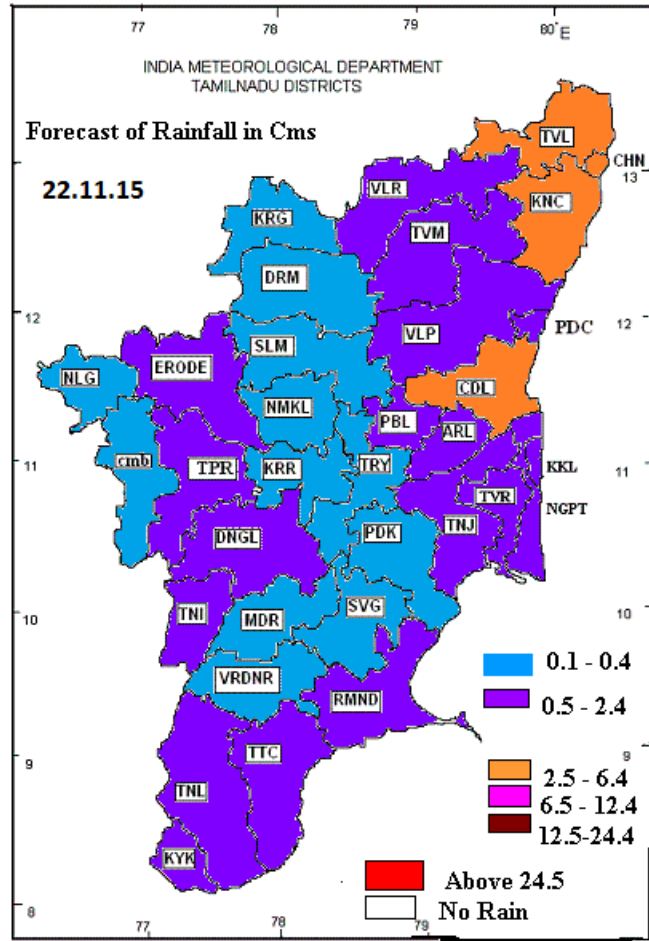 77 78 79 80°E
INDIA METEOROLOGICAL DEPARTMENT
TAMILNADU DISTRICTS
Forecast of Rainfall in Cms
TVL
CHN
13
22.11.15
VLR
KNC
KRG
TVM
DRM
12
12
VLP
PDC
SLM
ERODE
NLG
CDL
NMKL
PBL
ARL
11
cmb
TPR
KRR
TRY
11
KKL
TVR
NGPT
DNGL
PDK
TNJ
10
TNI
MDR
SVG
10
0.1 - 0.4
VRDNR
RMND
0.5 - 2.4
9
TTC
9
TNL
2.5 - 6.4
6.5 - 12.4
12.5-24.4
KYK
Above 24.5
8
No Rain
77 78 79